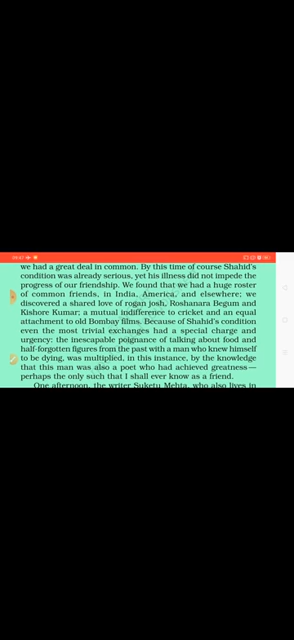 we had a great deal in common. By this time of course Shahid's
condition was already serious, yet his illness did not impede the
progress of our friendship. We found that we had a huge roster
of common friends, in India, America, and elsewhere; we
discovered a shared love of rogan josh, Roshanara Begum and
Kishore Kumar; a mutual indifference to cricket and an equal
attachment to old Bombay films. Because of Shahid's condition
even the most trivial exchanges had a special charge and
urgency: the inescapable poignance of talking about food and
half-forgotten figures from the past with a man who knew himself
to be dying, was multiplied, in this instance, by the knowledge
that this man was also a poet who had achieved greatness—
perhaps the only such that I shall ever know as a friend.
One afternoon, the writer Suketu Mehta, who also lives in